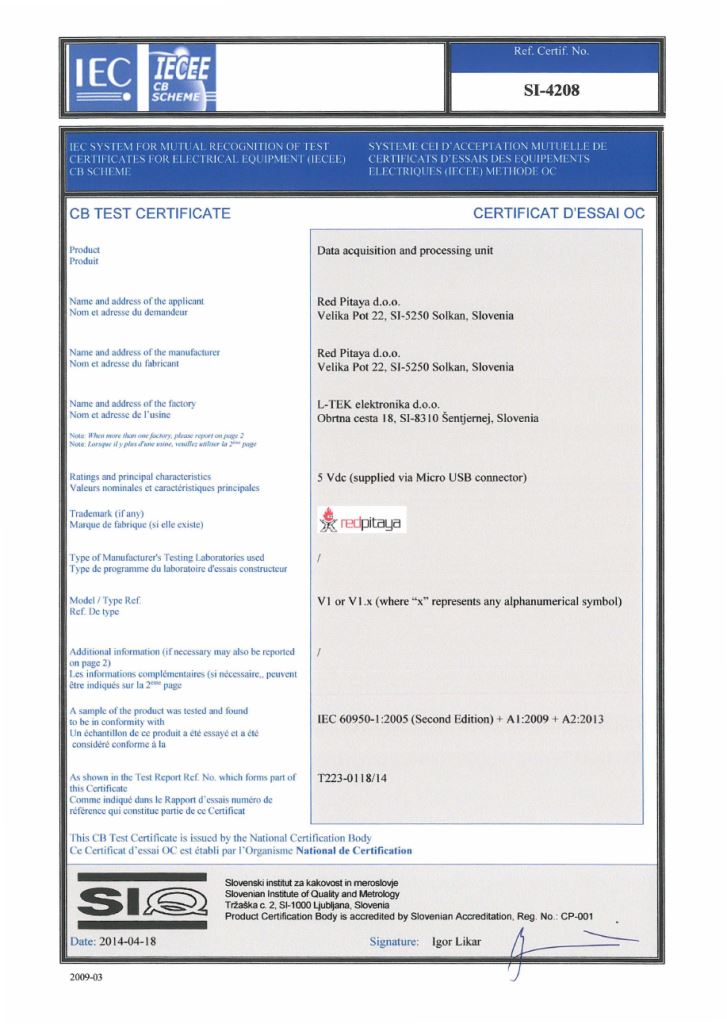 IEC
IECEE
CB
SCHEME
Ref. Certif. No.
SI-4208
IEC SYSTEM FOR MUTUAL RECOGNITION OF TEST
CERTIFICATES FOR ELECTRICAL EQUIPMENT (IECEE)
CB SCHEME
SYSTEME CEI D'ACCEPTATION MUTUELLE DE
CERTIFICATS D'ESSAIS DES EQUIPEMENTS
ELECTRIQUES (IECEE) METHODE OC
CB TEST CERTIFICATE
CERTIFICAT D'ESSAI OC
Product
Produit
Data acquisition and processing unit
Name and address of the applicant
Nom et adresse du demandeur
Red Pitaya d.o.o.
Velika Pot 22, SI-5250 Solkan, Slovenia
Name and address of the manufacturer
Nom et adresse du fabricant
Red Pitaya d.o.o.
Velika Pot 22, SI-5250 Solkan, Slovenia
Name and address of the factory
Nom et adresse de l'usine
L-TEK elektronika d.o.o.
Obrtna cesta 18, SI-8310 Šentjernej, Slovenia
Note: When more than one factory, please report on page 2
Note: Lorsque il y plus d'une usine, veuillez utiliser la 2ème page
Ratings and principal characteristics
Valeurs nominales et caractéristiques principales
5 Vdc (supplied via Micro USB connector)
Trademark (if any)
Marque de fabrique (si elle existe)
redpitaya
Type of Manufacturer's Testing Laboratories used
Type de programme du laboratoire d'essais constructeur
/
Model / Type Ref.
Ref. De type
V1 or V1.x (where “x” represents any alphanumerical symbol)
Additional information (if necessary may also be reported
on page 2)
Les informations complémentaires (si nécessaire,, peuvent
être indiqués sur la 2ème page
/
A sample of the product was tested and found
to be in conformity with
Un échantillon de ce produit a été essayé et a été
considéré conforme à la
IEC 60950-1:2005 (Second Edition) + A1:2009 + A2:2013
As shown in the Test Report Ref. No. which forms part of
this Certificate
Comme indiqué dans le Rapport d'essais numéro de
référence qui constitue partie de ce Certificat
T223-0118/14
This CB Test Certificate is issued by the National Certification Body
Ce Certificat d'essai OC est établi par l'Organisme National de Certification
SIQ
Slovenski institut za kakovost in meroslovje
Slovenian Institute of Quality and Metrology
Tržaška c. 2, SI-1000 Ljubljana, Slovenia
Product Certification Body is accredited by Slovenian Accreditation, Reg. No.: CP-001
Date: 2014-04-18
Signature: Igor Likar
2009-03